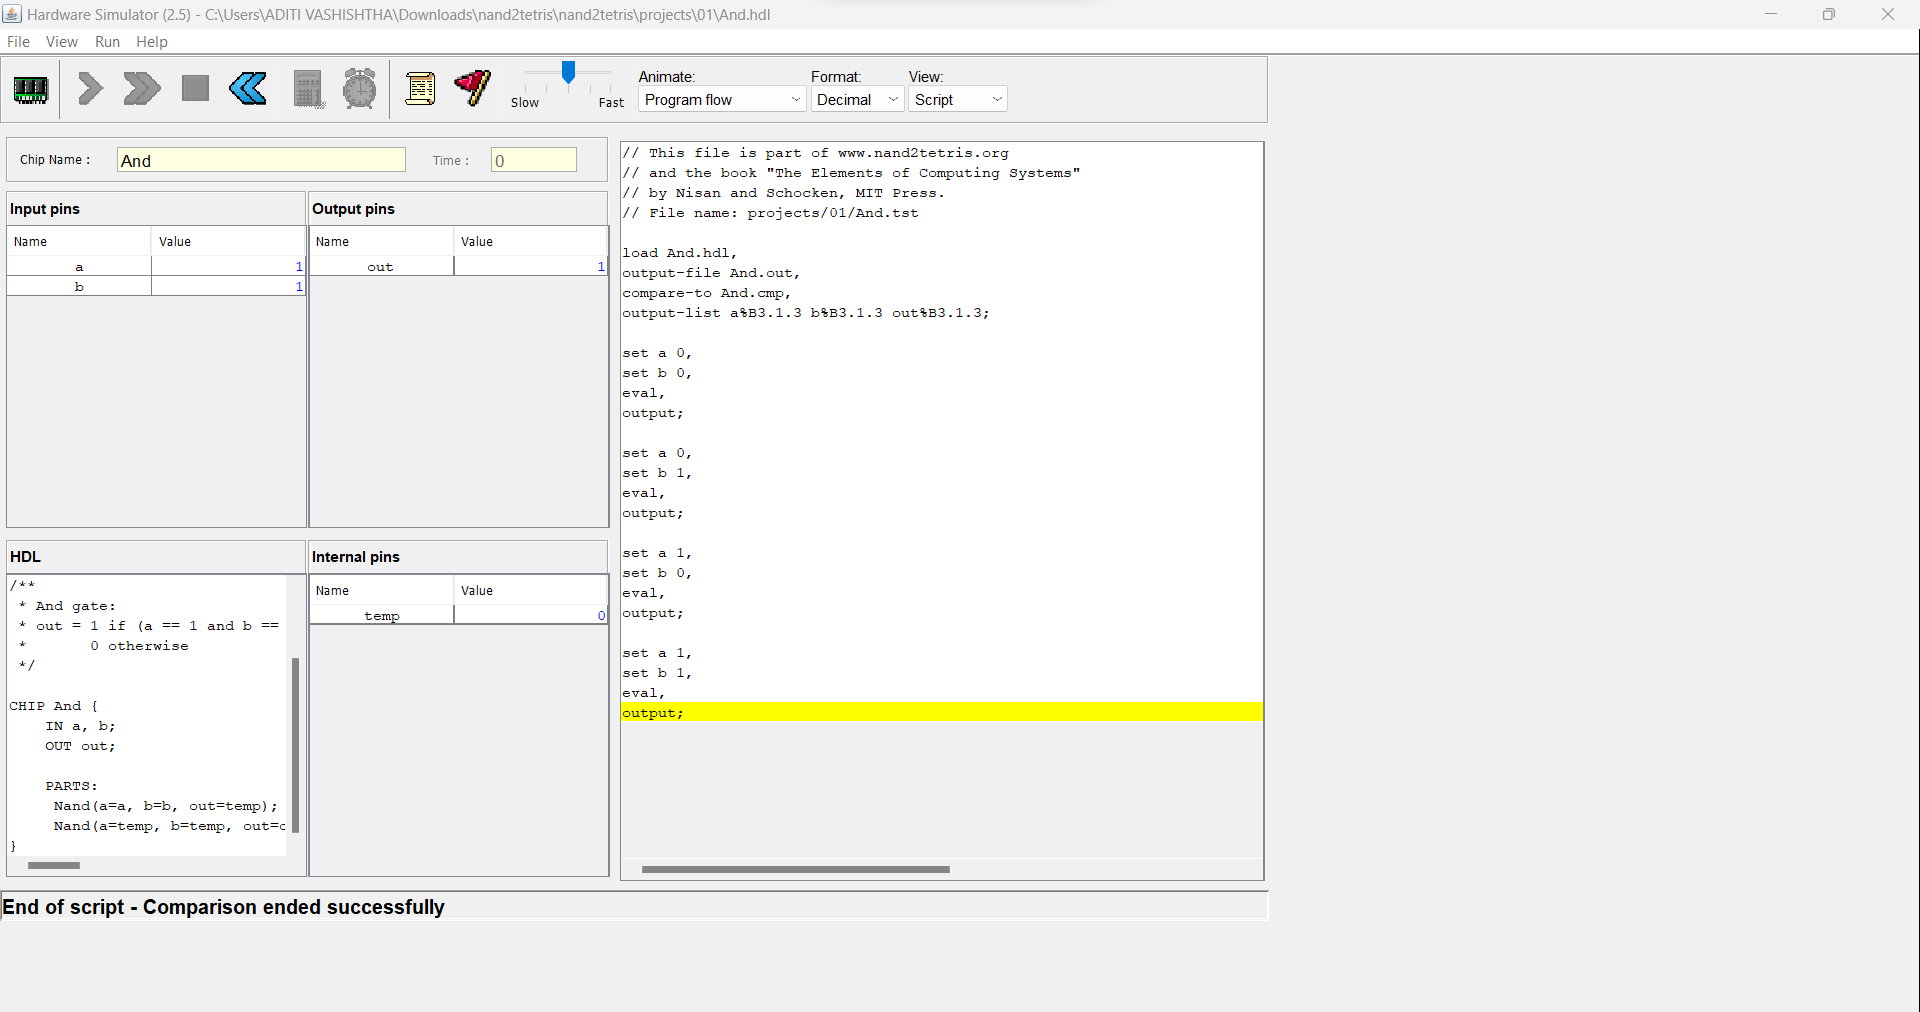 Hardware Simulator (2.5) - C:\Users\ADITI VASHISHTHA\Downloads\nand2tetris\nand2tetris\projects\01\And.hdl
File View Run Help
Slow Fast
Animate: Format: View:
Program flow Decimal Script
Chip Name : And Time : 0
Input pins
Name Value
a 1
b 1
Output pins
Name Value
out 1
HDL
/**
* And gate:
* out = 1 if (a == 1 and b ==
* 0 otherwise
*/
CHIP And {
IN a, b;
OUT out;
PARTS:
Nand(a=a, b=b, out=temp);
Nand(a=temp, b=temp, out=
}
Internal pins
Name Value
temp 0
// This file is part of www.nand2tetris.org
// and the book "The Elements of Computing Systems"
// by Nisan and Schocken, MIT Press.
// File name: projects/01/And.tst
load And.hdl,
output-file And.out,
compare-to And.cmp,
output-list a%B3.1.3 b%B3.1.3 out%B3.1.3;
set a 0,
set b 0,
eval,
output;
set a 0,
set b 1,
eval,
output;
set a 1,
set b 0,
eval,
output;
set a 1,
set b 1,
eval,
output;
End of script - Comparison ended successfully